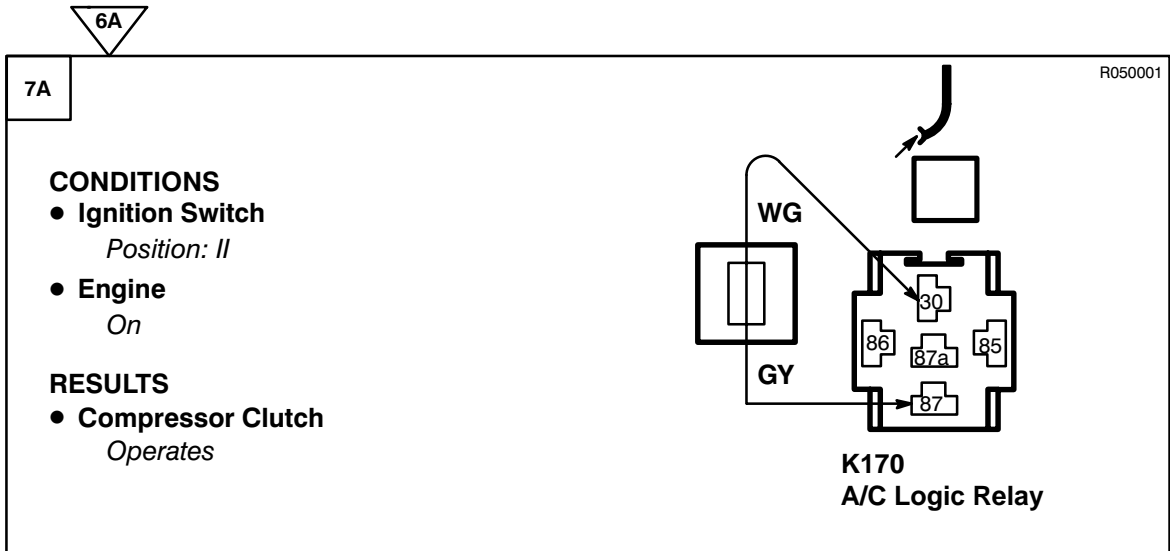 6A
7A
R050001
CONDITIONS
● Ignition Switch
Position: II
● Engine
On
RESULTS
● Compressor Clutch
Operates
WG
GY
30
86
87a
85
87
K170
A/C Logic Relay